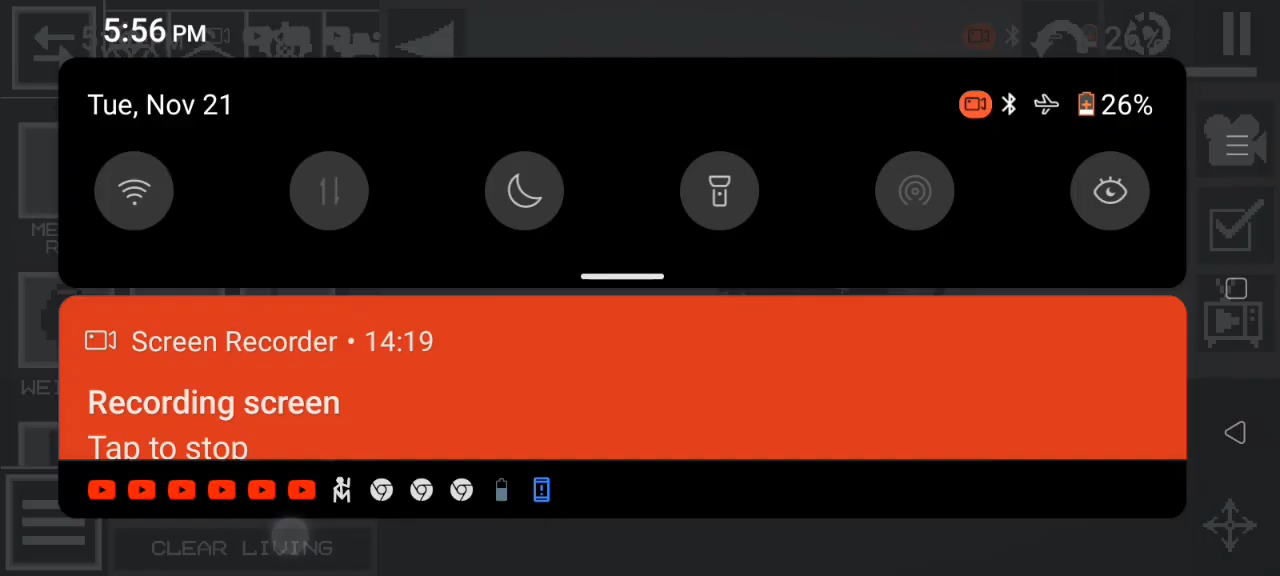 5:56 PM
Tue, Nov 21
26%
Screen Recorder • 14:19
Recording screen
Tap to stop
CLEAR LIVING